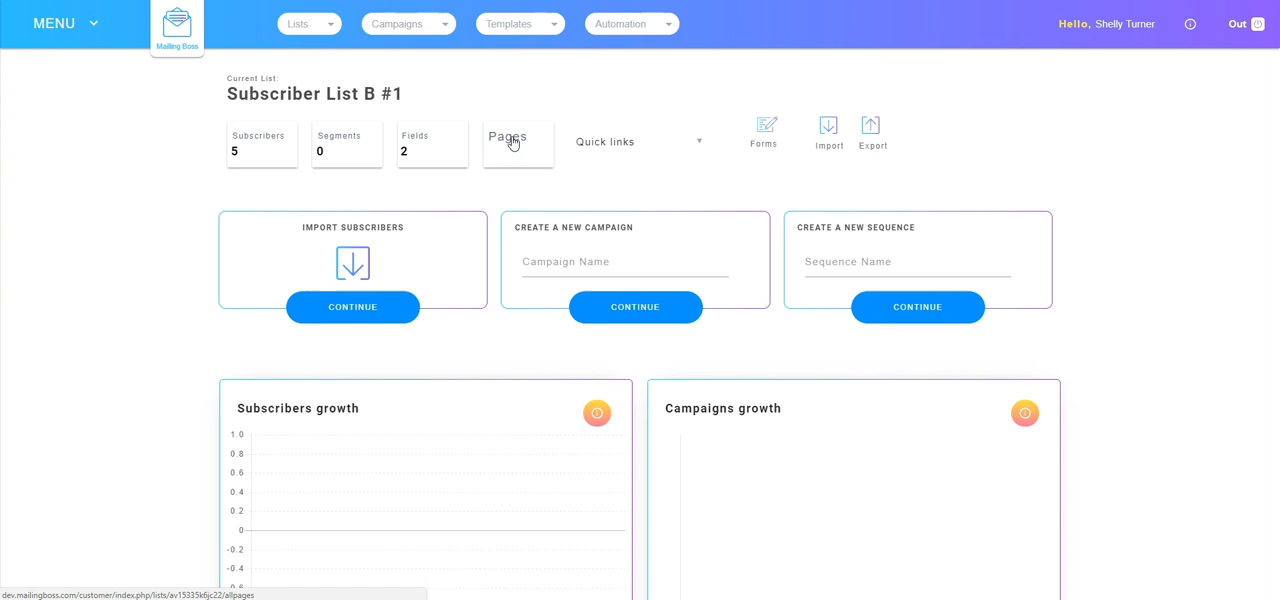 MENU
Mailing Boss
Lists
Campaigns
Templates
Automation
Hello, Shelly Turner
Out
Current List:
Subscriber List B #1
Subscribers
5
Segments
0
Fields
2
Pages
Quick links
Forms
Import
Export
IMPORT SUBSCRIBERS
CONTINUE
CREATE A NEW CAMPAIGN
Campaign Name
CONTINUE
CREATE A NEW SEQUENCE
Sequence Name
CONTINUE
Subscribers growth
1.0
0.8
0.6
0.4
0.2
0
-0.2
-0.4
Campaigns growth
dev.mailingboss.com/customer/index.php/lists/av15335k6jc22/allpages